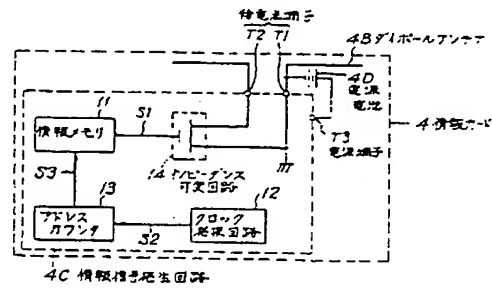 給電点端子
T2 T1
4B ダイポールアンテナ
4D
電源
電池
11
情報メモリ
S1
4 情報カード
T3
電源端子
14 インピーダンス
可変回路
S3
13
アドレス
カウンタ
12
クロック
発振回路
S2
4C 情報信号発生回路